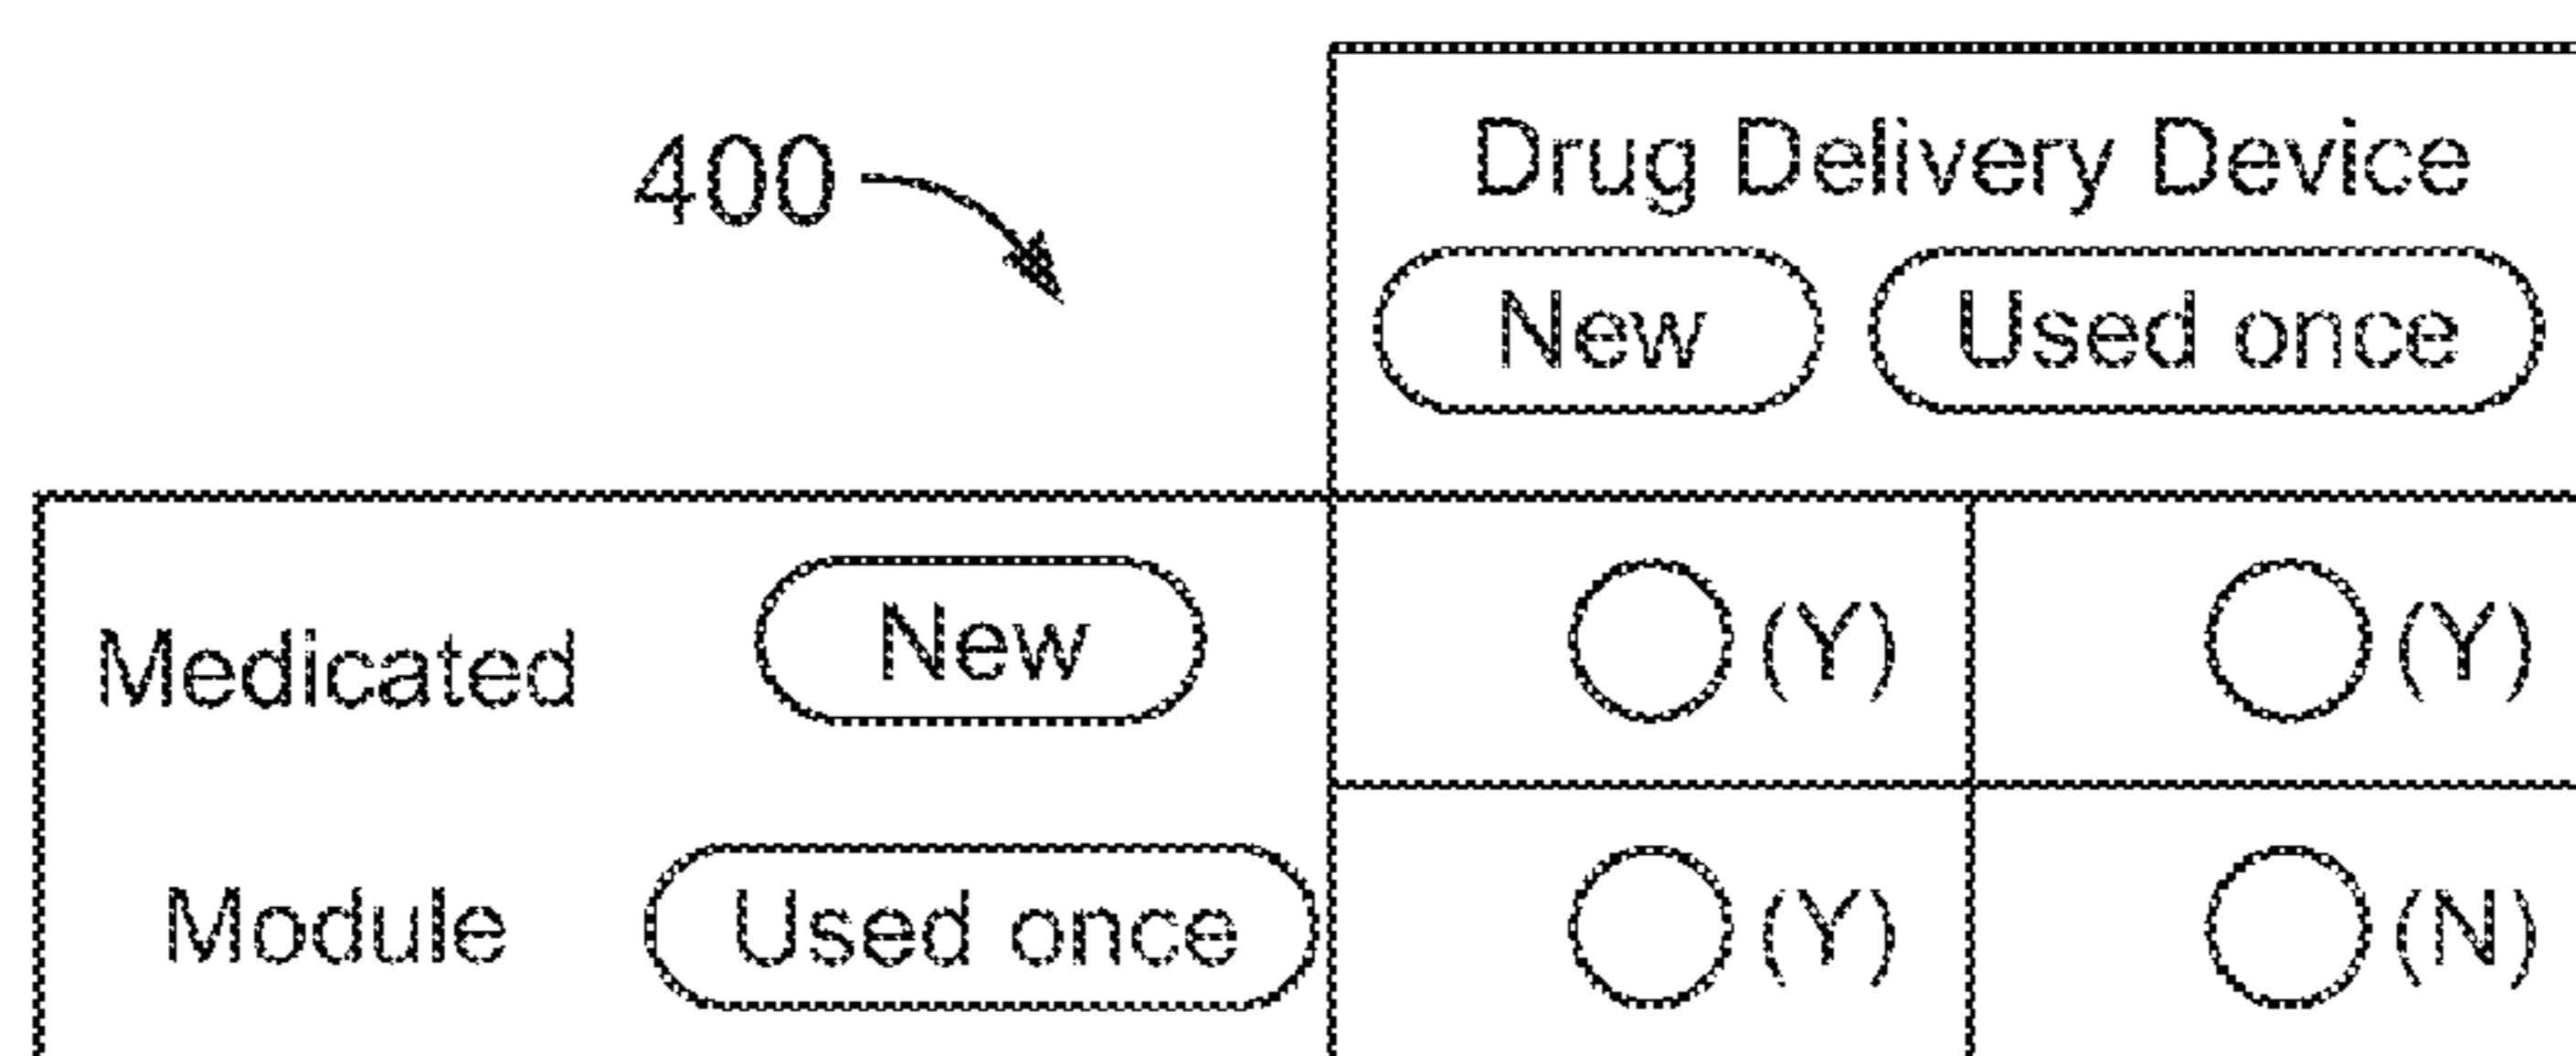 400
Drug Delivery Device
New Used once
Medicated New (Y) (Y)
Module Used once (Y) (N)